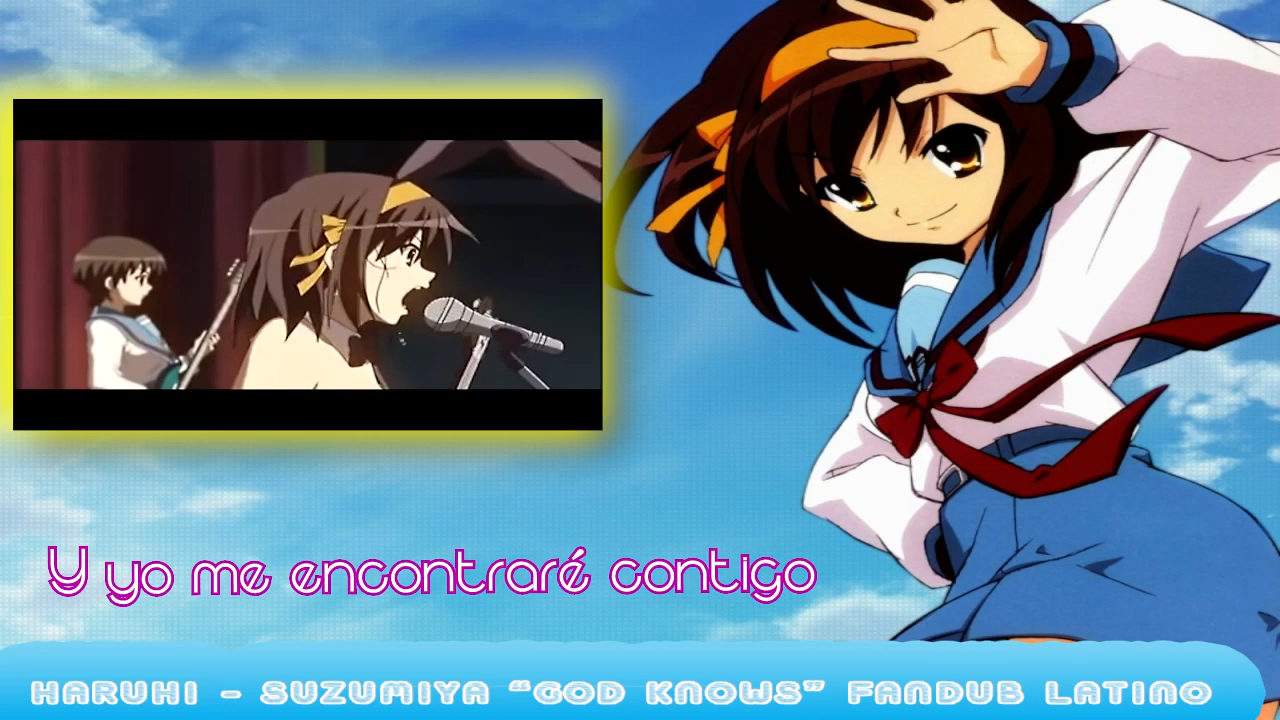 Y yo me encontraré contigo
HARUHI - SUZUMIYA “GOD KNOWS” FANDUB LATINO